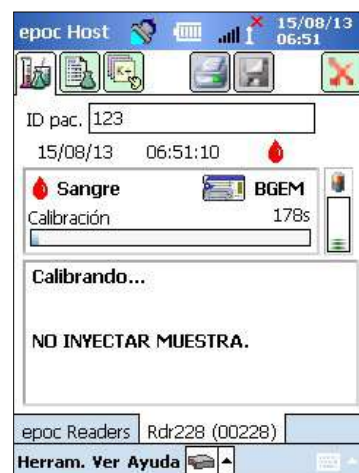 epoc Host 15/08/13
06:51
K+
ID pac. 123
15/08/13 06:51:10
Sangre BGEM
Calibración 178s
Calibrando...
NO INYECTAR MUESTRA.
epoc Readers Rdr228 (00228)
Herram. Ver Ayuda